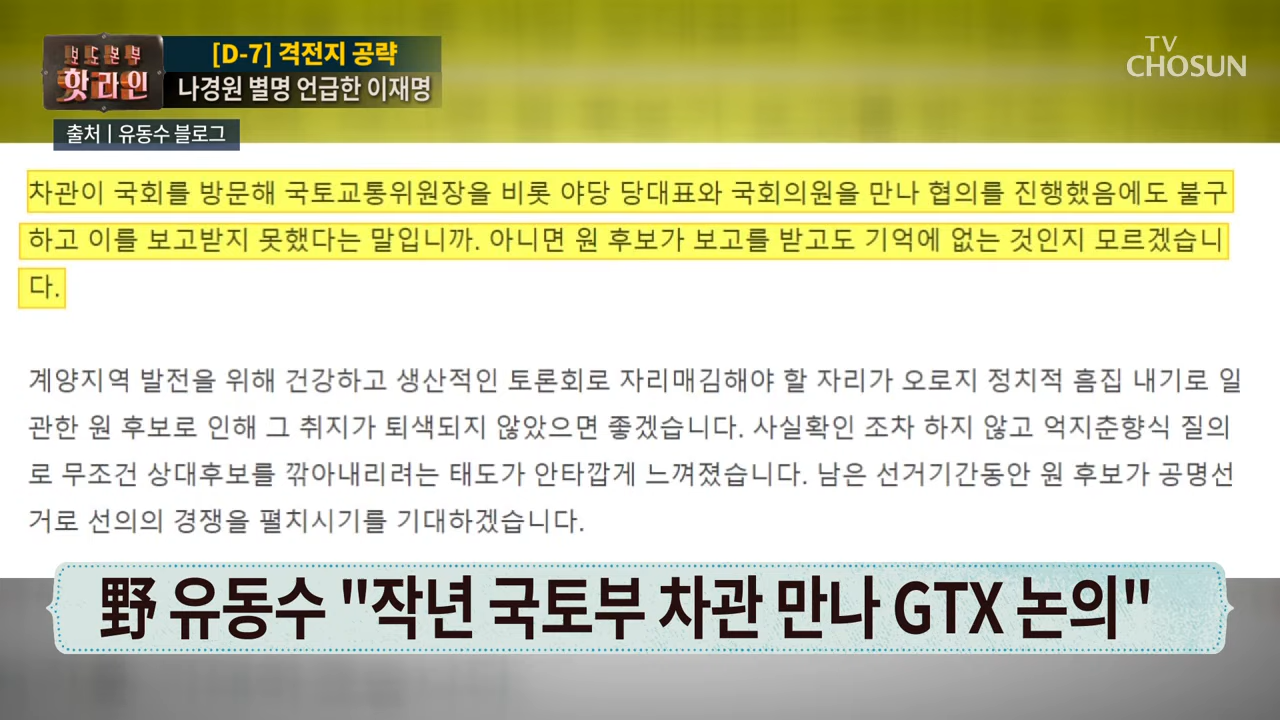 보도본부
핫라인
[D-7] 격전지 공략
나경원 별명 언급한 이재명
TV
CHOSUN
출처 | 유동수 블로그
차관이 국회를 방문해 국토교통위원장을 비롯 야당 당대표와 국회의원을 만나 협의를 진행했음에도 불구
하고 이를 보고받지 못했다는 말입니까. 아니면 원 후보가 보고를 받고도 기억에 없는 것인지 모르겠습니
다.
계양지역 발전을 위해 건강하고 생산적인 토론회로 자리매김해야 할 자리가 오로지 정치적 흠집 내기로 일
관한 원 후보로 인해 그 취지가 퇴색되지 않았으면 좋겠습니다. 사실확인 조차 하지 않고 억지춘향식 질의
로 무조건 상대후보를 깎아내리려는 태도가 안타깝게 느껴졌습니다. 남은 선거기간동안 원 후보가 공명선
거로 선의의 경쟁을 펼치시기를 기대하겠습니다.
野 유동수 "작년 국토부 차관 만나 GTX 논의"